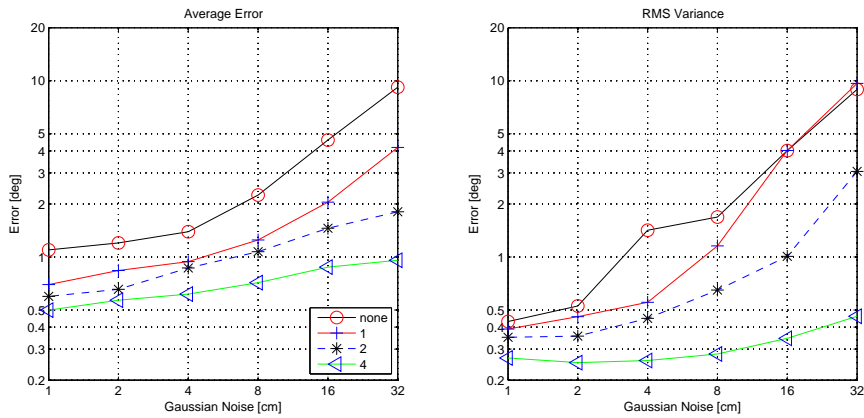 Average Error
20
10
5
4
3
2
1
0.5
0.4
0.3
0.2
Error [deg]
1 2 4 8 16 32
Gaussian Noise [cm]
none
1
2
4
RMS Variance
20
10
5
4
3
2
1
0.5
0.4
0.3
0.2
Error [deg]
1 2 4 8 16 32
Gaussian Noise [cm]